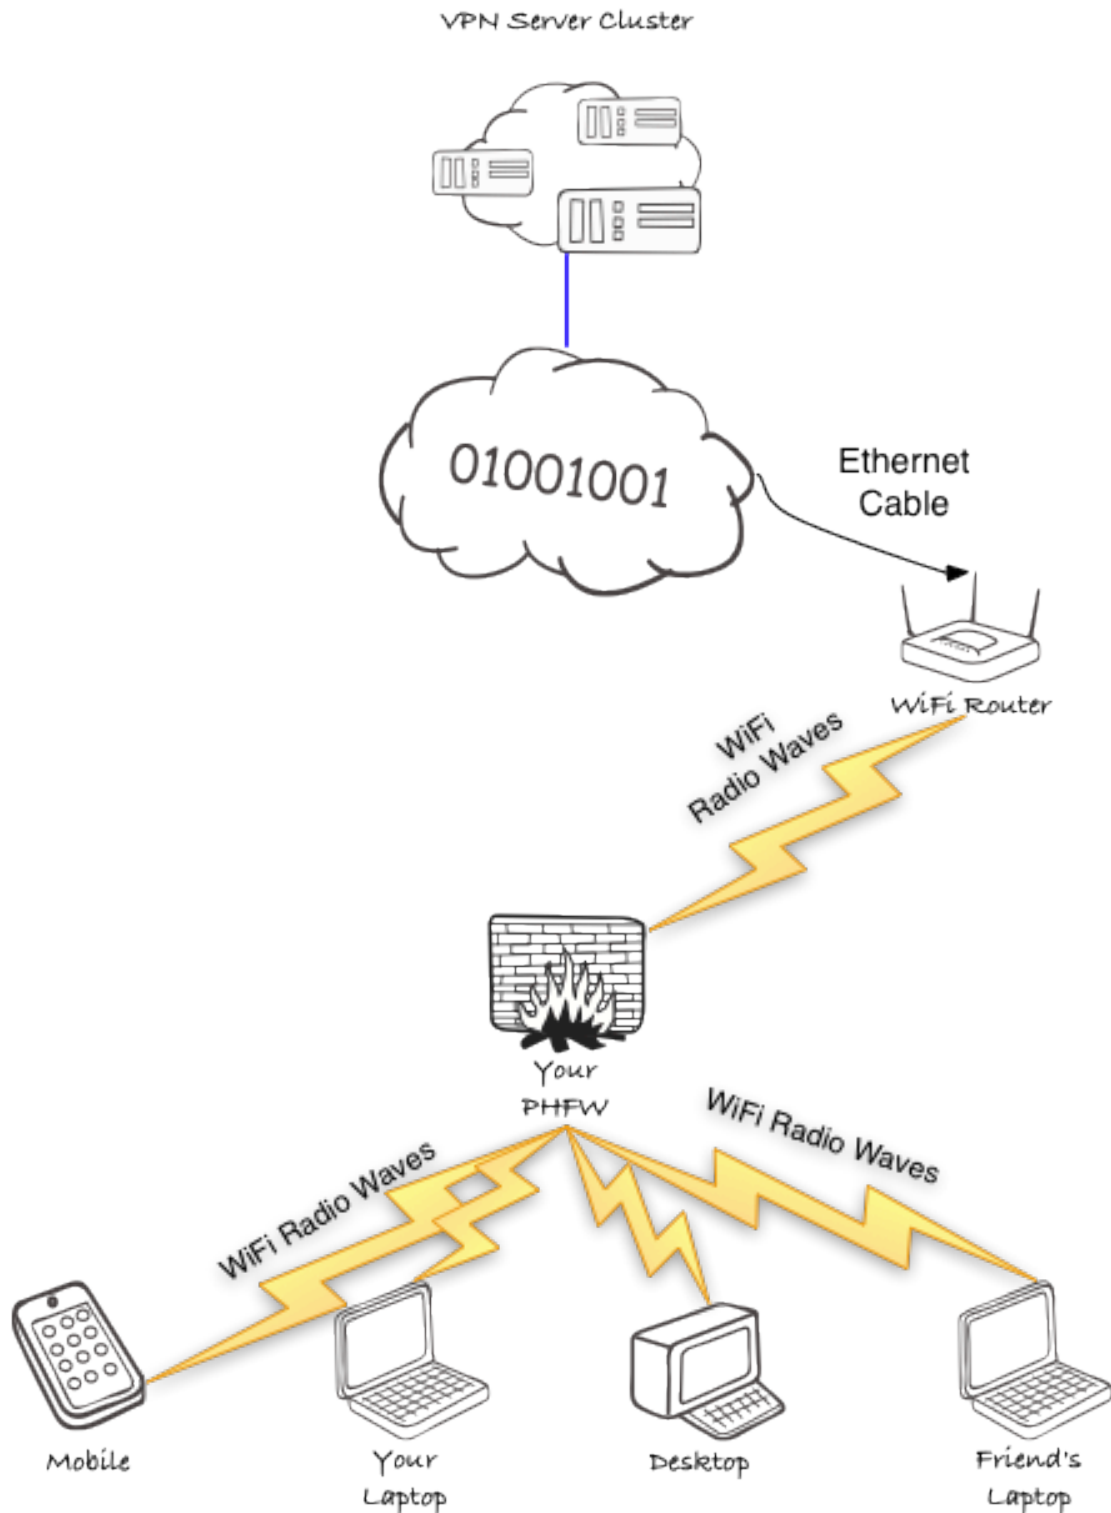 VPN Server Cluster
01001001
Ethernet
Cable
WiFi Router
WiFi
Radio Waves
Your
PHFW
WiFi Radio Waves
WiFi Radio Waves
Mobile
Your
Laptop
Desktop
Friend's
Laptop